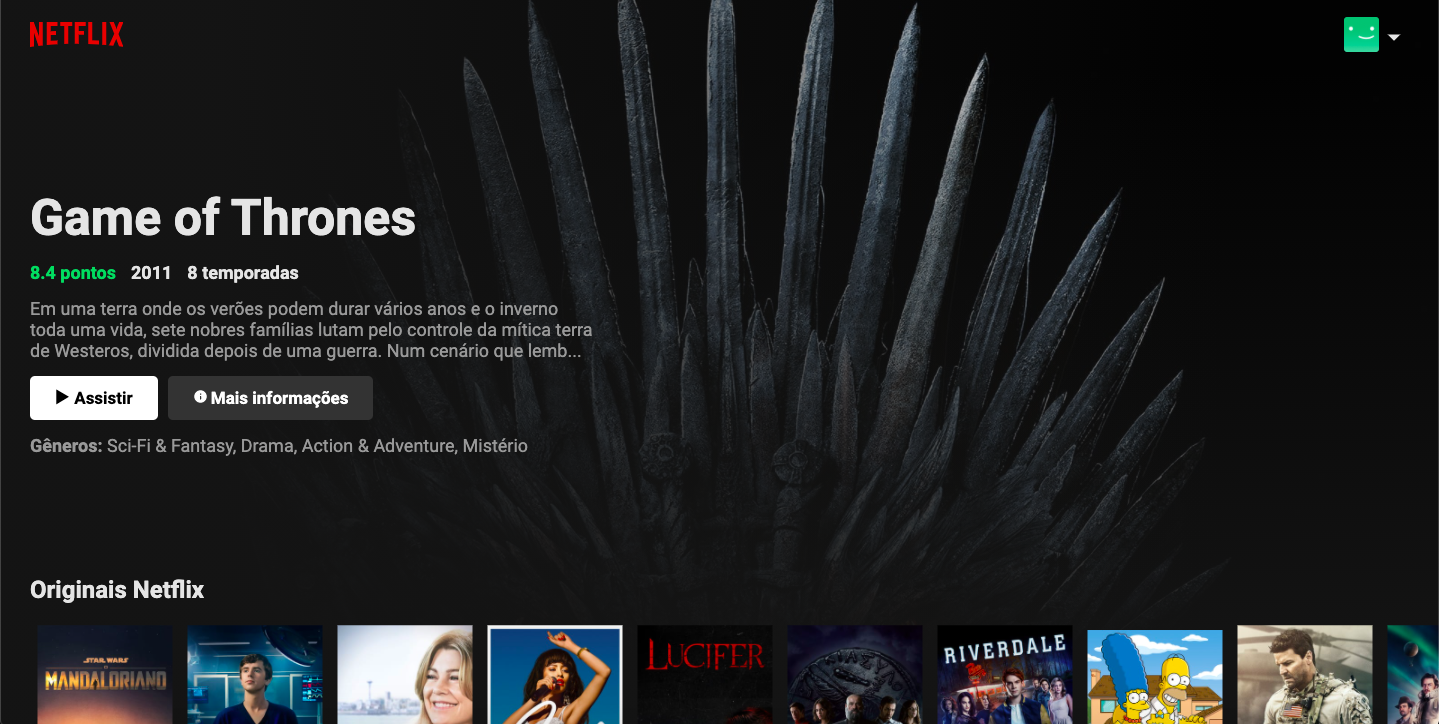 NETFLIX
Game of Thrones
8.4 pontos 2011 8 temporadas
Em uma terra onde os verões podem durar vários anos e o inverno
toda uma vida, sete nobres famílias lutam pelo controle da mítica terra
de Westeros, dividida depois de uma guerra. Num cenário que lemb...
Assistir
Mais informações
Gêneros: Sci-Fi & Fantasy, Drama, Action & Adventure, Mistério
Originais Netflix
STAR WARS
MANDALORIANO
LUCIFER
MAYANS
RIVERDALE